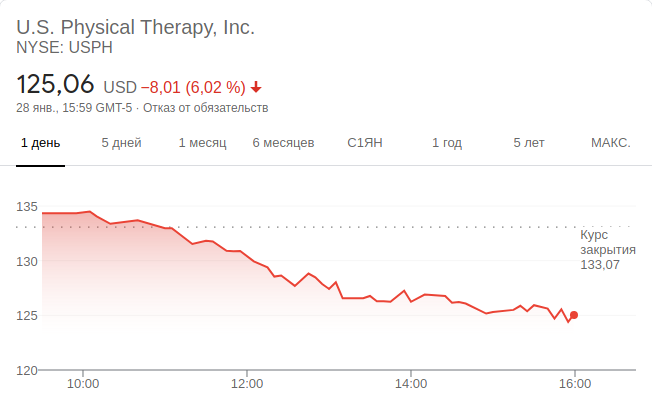 U.S. Physical Therapy, Inc.
NYSE: USPH
125,06 USD −8,01 (6,02 %)
28 янв., 15:59 GMT-5 · Отказ от обязательств
1 день 5 дней 1 месяц 6 месяцев С1ЯН 1 год 5 лет МАКС.
135
Курс
закрытия
133,07
130
125
120
10:00 12:00 14:00 16:00